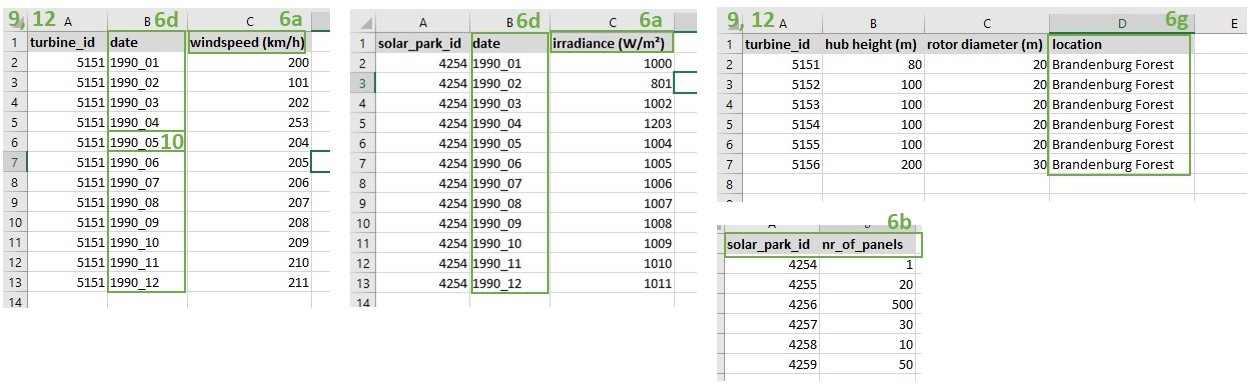 9, 12 A B 6d C 6a
1 turbine_id date windspeed (km/h)
2 5151 1990_01 200
3 5151 1990_02 101
4 5151 1990_03 202
5 5151 1990_04 253
6 5151 1990_05 10 204
7 5151 1990_06 205
8 5151 1990_07 206
9 5151 1990_08 207
10 5151 1990_09 208
11 5151 1990_10 209
12 5151 1990_11 210
13 5151 1990_12 211
14
A B 6d C 6a
1 solar_park_id date irradiance (W/m²)
2 4254 1990_01 1000
3 4254 1990_02 801
4 4254 1990_03 1002
5 4254 1990_04 1203
6 4254 1990_05 1004
7 4254 1990_06 1005
8 4254 1990_07 1006
9 4254 1990_08 1007
10 4254 1990_09 1008
11 4254 1990_10 1009
12 4254 1990_11 1010
13 4254 1990_12 1011
14
9, 12 A B C D 6g E
1 turbine_id hub height (m) rotor diameter (m) location
2 5151 80 20 Brandenburg Forest
3 5152 100 20 Brandenburg Forest
4 5153 100 20 Brandenburg Forest
5 5154 100 20 Brandenburg Forest
6 5155 100 20 Brandenburg Forest
7 5156 200 30 Brandenburg Forest
8
6b
solar_park_id nr_of_panels
4254 1
4255 20
4256 500
4257 30
4258 10
4259 50